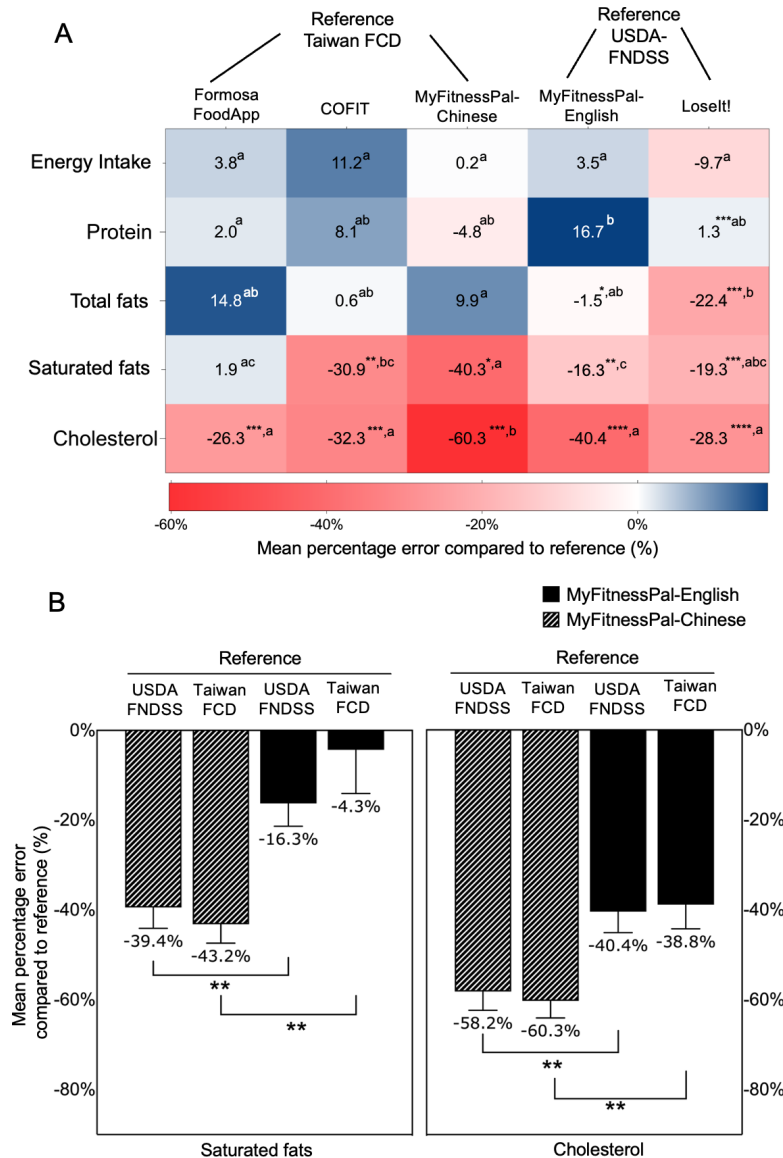 A
Reference
Taiwan FCD
Reference
USDA-
FNDSS
Formosa
FoodApp
COFIT
MyFitnessPal-
Chinese
MyFitnessPal-
English
LoseIt!
Energy Intake
3.8a
11.2a
0.2a
3.5a
-9.7a
Protein
2.0a
8.1ab
-4.8ab
16.7b
1.3***ab
Total fats
14.8ab
0.6ab
9.9a
-1.5*,ab
-22.4***,b
Saturated fats
1.9ac
-30.9**,bc
-40.3*,a
-16.3**,c
-19.3***,abc
Cholesterol
-26.3***,a
-32.3***,a
-60.3***,b
-40.4****,a
-28.3****,a
-60%
-40%
-20%
0%
Mean percentage error compared to reference (%)
B
MyFitnessPal-English
MyFitnessPal-Chinese
Reference
USDA
FNDSS
Taiwan
FCD
USDA
FNDSS
Taiwan
FCD
Reference
USDA
FNDSS
Taiwan
FCD
USDA
FNDSS
Taiwan
FCD
Mean percentage error
compared to reference (%)
0%
-20%
-40%
-60%
-80%
-39.4%
-43.2%
-16.3%
-4.3%
**
**
Saturated fats
-58.2%
-60.3%
-40.4%
-38.8%
**
**
Cholesterol
0%
-20%
-40%
-60%
-80%